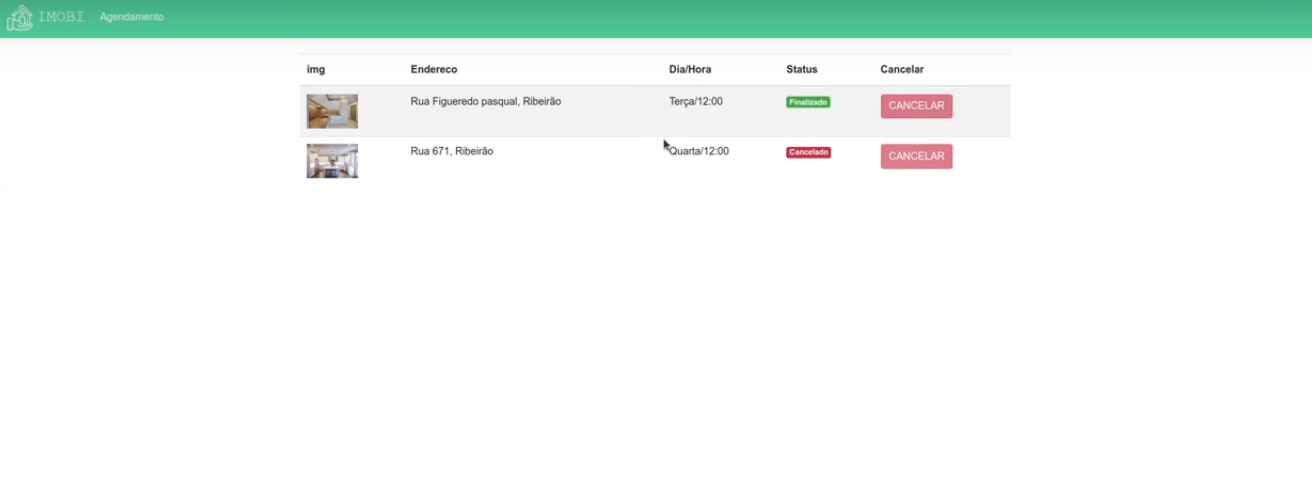 IMOBI Agendamento
img Endereco Dia/Hora Status Cancelar
Rua Figueredo pasqual, Ribeirão Terça/12:00 Finalizado CANCELAR
Rua 671, Ribeirão Quarta/12:00 Cancelado CANCELAR